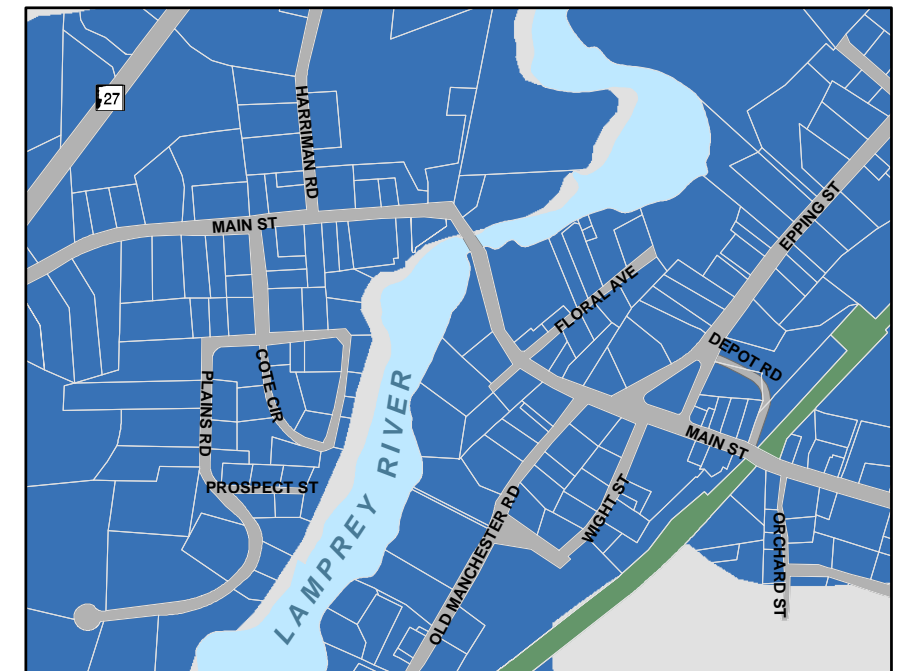 27
HARRIMAN RD
MAIN ST
EPPING ST
FLORAL AVE
DEPOT RD
COTE CIR
PLAINS RD
LAMPREY RIVER
MAIN ST
PROSPECT ST
WIGHT ST
OLD MANCHESTER RD
ORCHARD ST